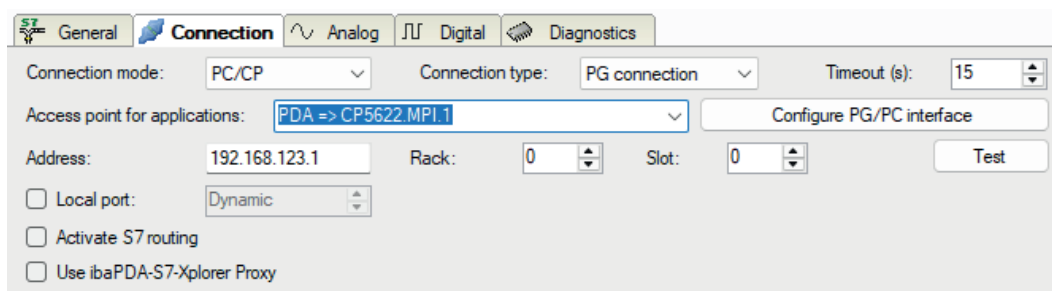 S7 General Connection Analog Digital Diagnostics
Connection mode: PC/CP Connection type: PG connection Timeout (s): 15
Access point for applications: PDA => CP5622.MPI.1 Configure PG/PC interface
Address: 192.168.123.1 Rack: 0 Slot: 0 Test
Local port: Dynamic
Activate S7 routing
Use ibaPDA-S7-Xplorer Proxy